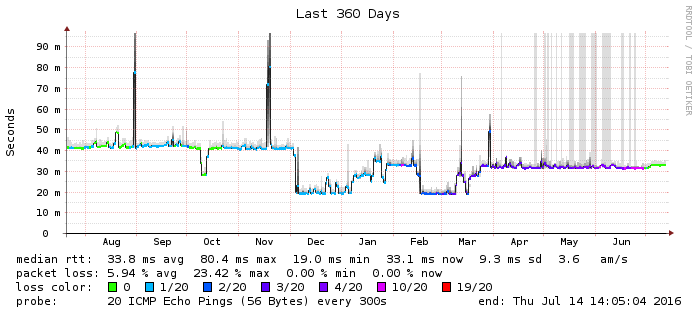 Last 360 Days
RRDTOOL / TOBI OETIKER
Seconds
90 m
80 m
70 m
60 m
50 m
40 m
30 m
20 m
10 m
0
Aug Sep Oct Nov Dec Jan Feb Mar Apr May Jun
median rtt: 33.8 ms avg 80.4 ms max 19.0 ms min 33.1 ms now 9.3 ms sd 3.6 am/s
packet loss: 5.94 % avg 23.42 % max 0.00 % min 0.00 % now
loss color: 0 1/20 2/20 3/20 4/20 10/20 19/20
probe: 20 ICMP Echo Pings (56 Bytes) every 300s end: Thu Jul 14 14:05:04 2016